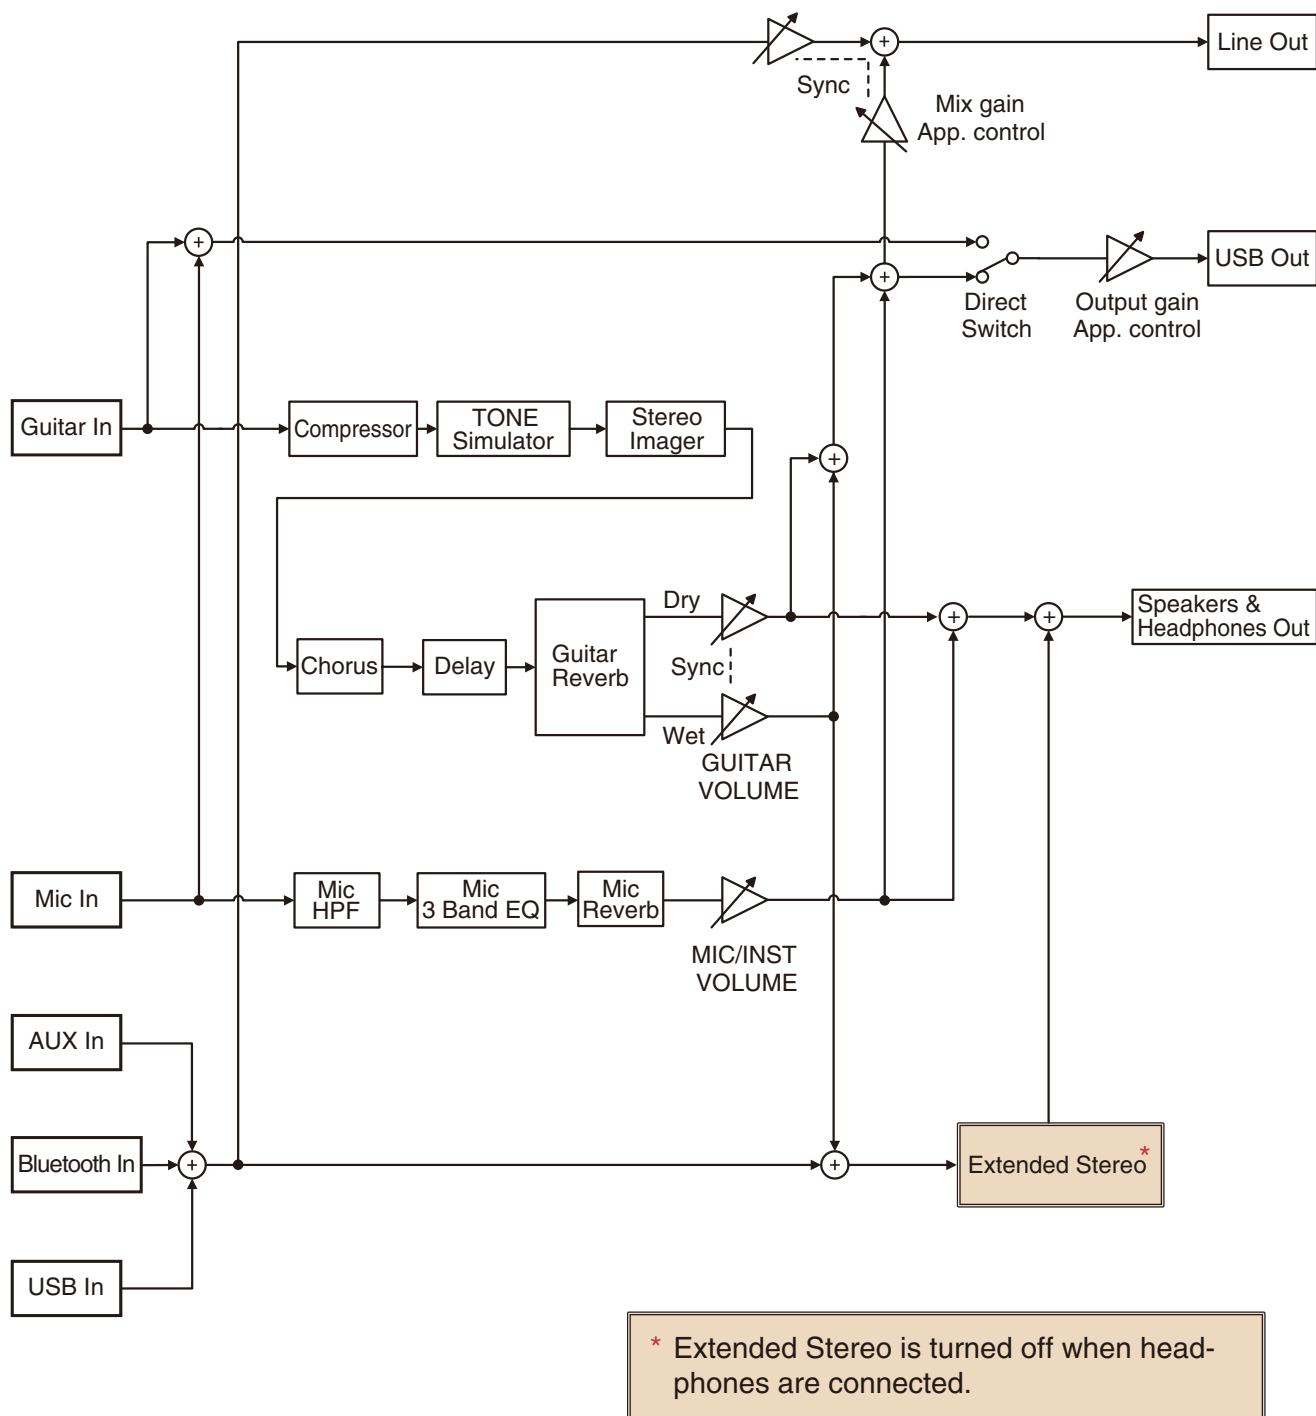 Line Out
Sync
Mix gain
App. control
+
+
USB Out
+
Direct
Switch
Output gain
App. control
+
Guitar In
Compressor
TONE
Simulator
Stereo
Imager
+
Dry
Speakers &
Headphones Out
+
+
Chorus
Delay
Guitar
Reverb
Sync
Wet
GUITAR
VOLUME
Mic In
Mic
HPF
Mic
3 Band EQ
Mic
Reverb
MIC/INST
VOLUME
AUX In
Bluetooth In
+
+
Extended Stereo*
USB In
* Extended Stereo is turned off when head-
phones are connected.